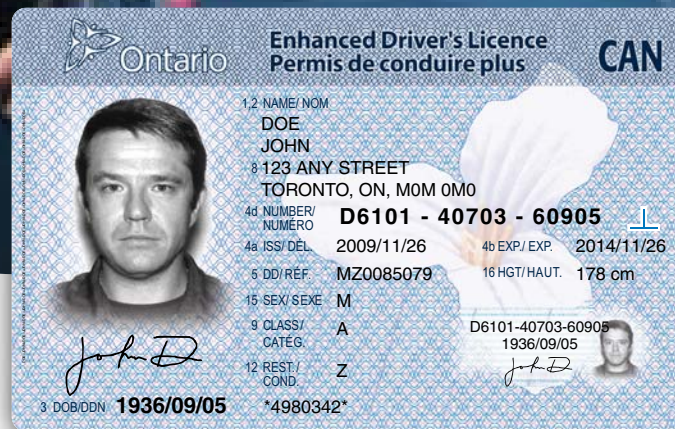 Ontario
Enhanced Driver's Licence
Permis de conduire plus
CAN
1,2 NAME/ NOM
DOE
JOHN
8 123 ANY STREET
TORONTO, ON, M0M 0M0
4d NUMBER/ NUMÉRO D6101 - 40703 - 60905
4a ISS/ DÉL. 2009/11/26 4b EXP./ EXP. 2014/11/26
5 DD/ RÉF. MZ0085079 16 HGT/ HAUT. 178 cm
15 SEX/ SEXE M
9 CLASS/ CATÉG. A
12 REST./ COND. Z
*4980342*
D6101-40703-60905
1936/09/05
John D
John D
3 DOB/DDN 1936/09/05